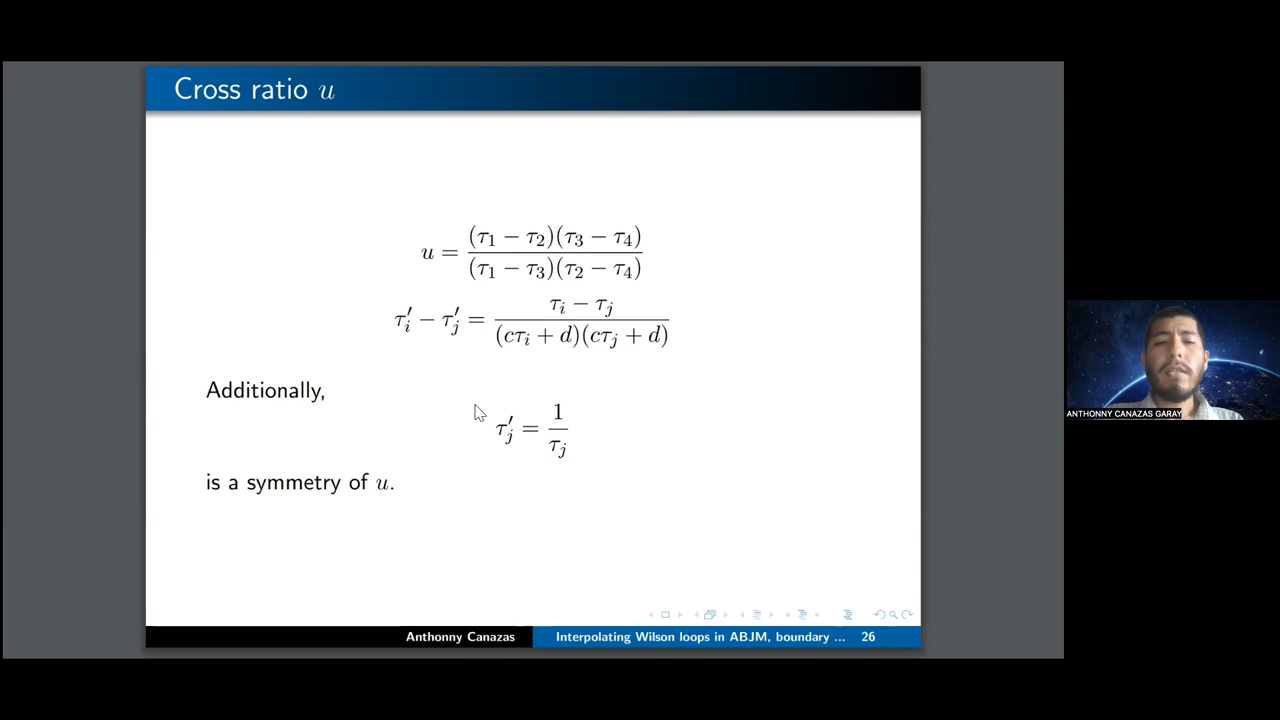 Cross ratio u
u = (τ₁ − τ₂)(τ₃ − τ₄) / (τ₁ − τ₃)(τ₂ − τ₄)
τ′ᵢ − τ′ⱼ = τᵢ − τⱼ / (cτᵢ + d)(cτⱼ + d)
Additionally,
τ′ⱼ = 1 / τⱼ
is a symmetry of u.
ANTHONNY CANAZAS GARAY
Anthonny Canazas Interpolating Wilson loops in ABJM, boundary ... 26